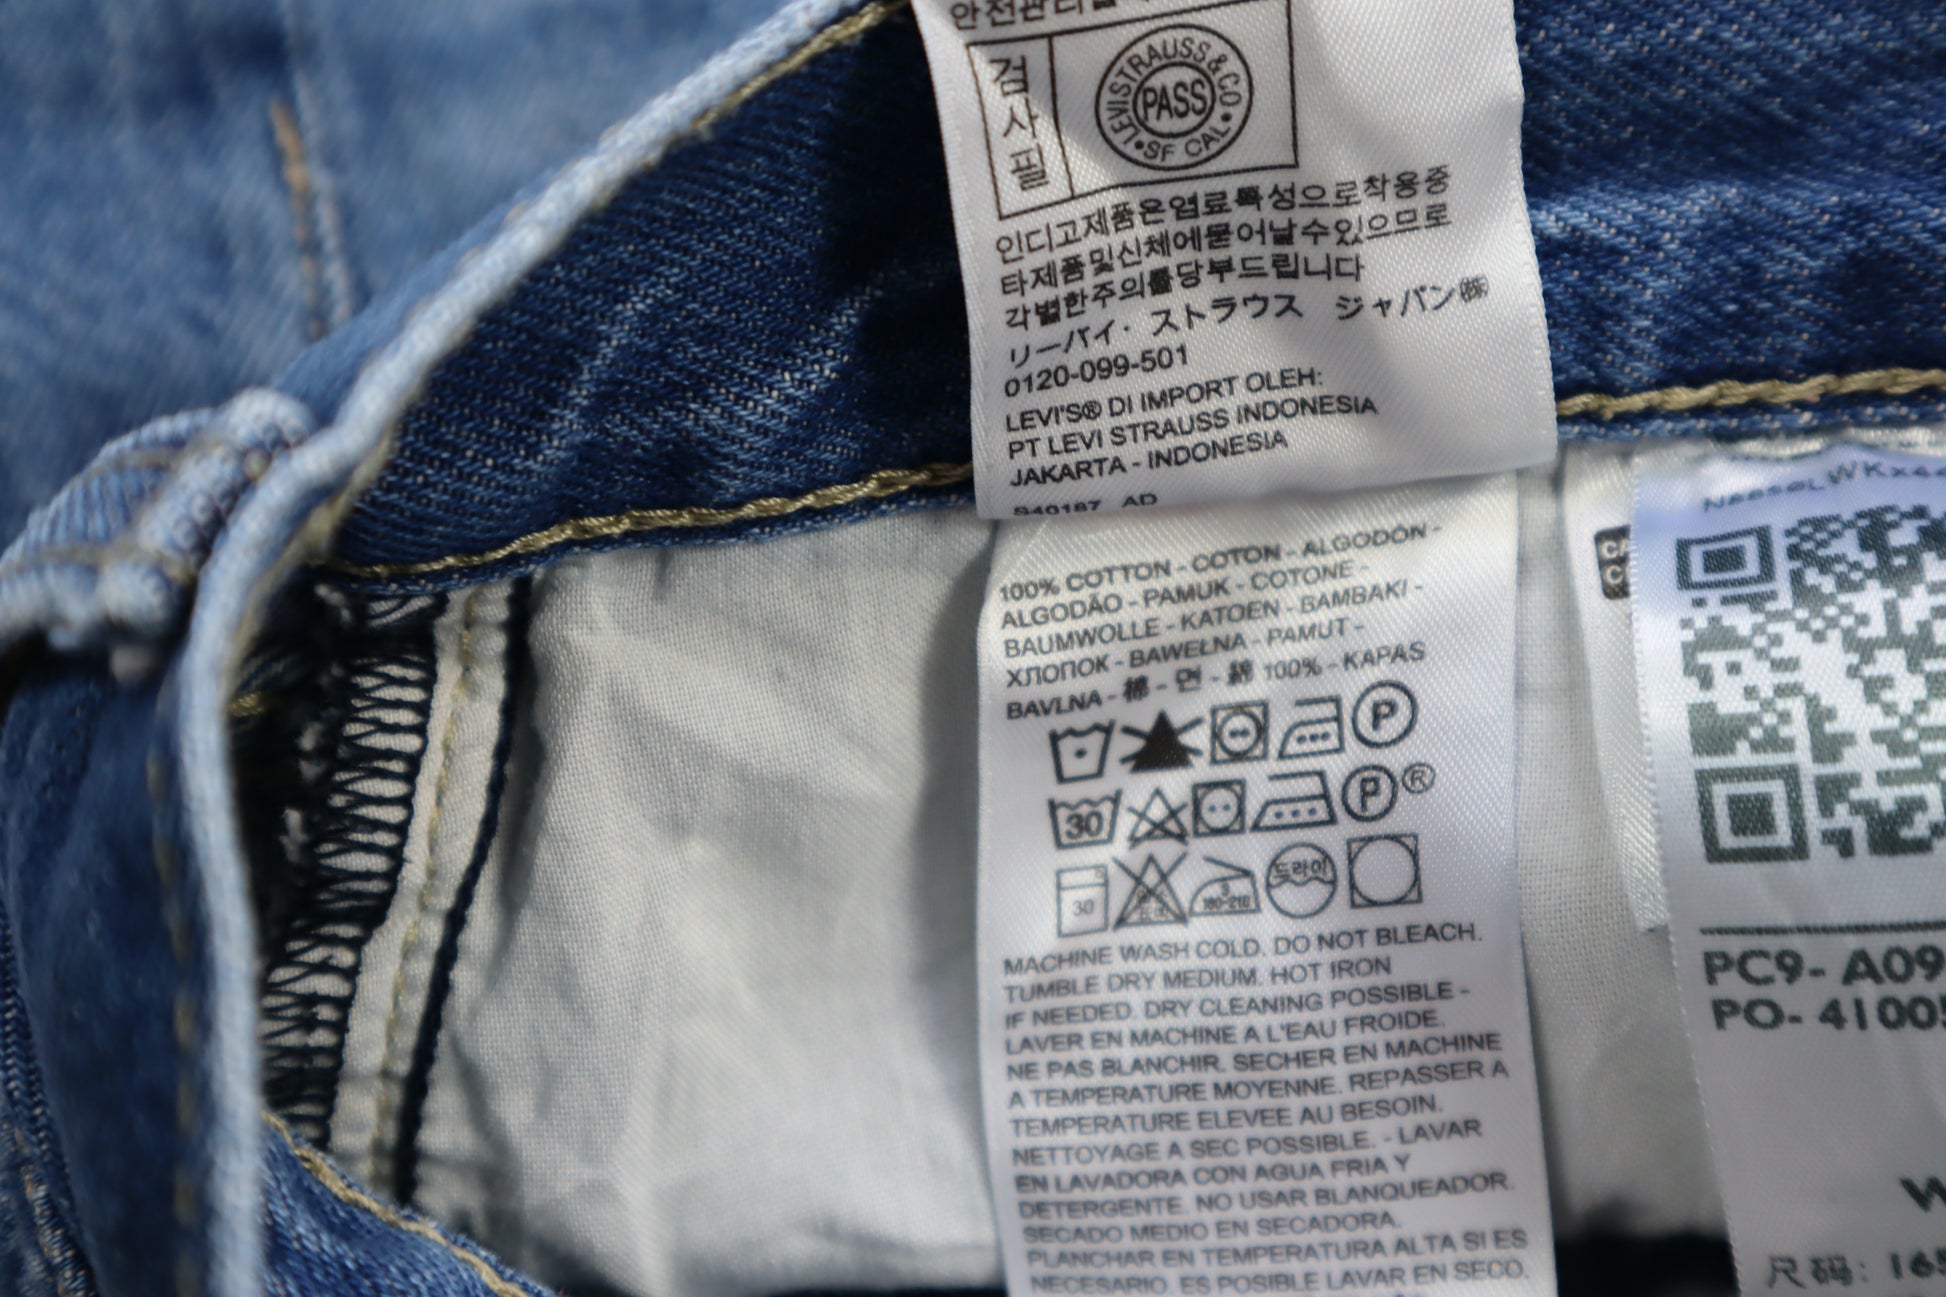 검사필
LEVI STRAUSS & CO
PASS
SF CAL
인디고제품은염료특성으로착용중
타제품및신체에묻어날수있으므로
각별한주의를당부드립니다
リーバイ・ストラウス ジャパン㈱
0120-099-501
LEVI'S® DI IMPORT OLEH:
PT LEVI STRAUSS INDONESIA
JAKARTA - INDONESIA
S40187 AD
100% COTTON - COTON - ALGODÓN -
ALGODÃO - PAMUK - COTONE -
BAUMWOLLE - KATOEN - BAMBAKI -
ХЛОПОК - BAWEŁNA - PAMUT -
BAVLNA - 棉 - 면 - 綿 100% - KAPAS
P
30
P®
30
드라이
180-210
MACHINE WASH COLD. DO NOT BLEACH.
TUMBLE DRY MEDIUM. HOT IRON
IF NEEDED. DRY CLEANING POSSIBLE -
LAVER EN MACHINE A L'EAU FROIDE.
NE PAS BLANCHIR. SECHER EN MACHINE
A TEMPERATURE MOYENNE. REPASSER A
TEMPERATURE ELEVEE AU BESOIN.
NETTOYAGE A SEC POSSIBLE. - LAVAR
EN LAVADORA CON AGUA FRIA Y
DETERGENTE. NO USAR BLANQUEADOR.
SECADO MEDIO EN SECADORA.
PLANCHAR EN TEMPERATURA ALTA SI ES
NECESARIO. ES POSIBLE LAVAR EN SECO.
PC9- A09
PO- 41005
尺码: 165